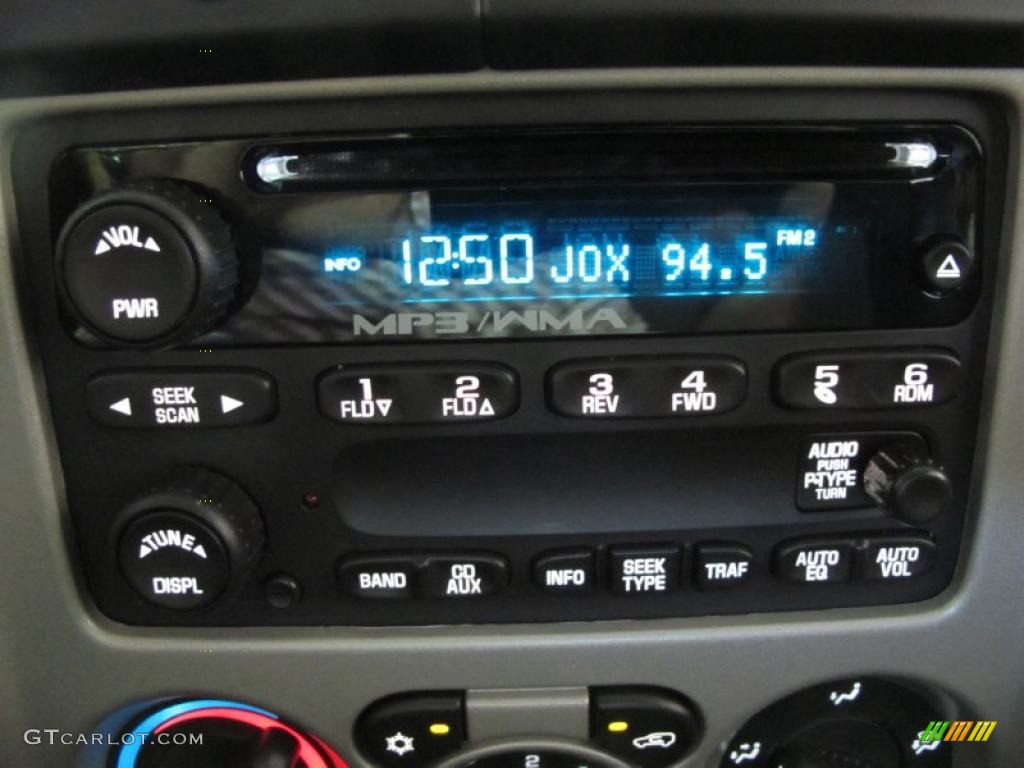 VOL
PWR
INFO 12:50 JOX 94.5 FM2
MP3/WMA
SEEK
SCAN
1
FLD
2
FLD
3
REV
4
FWD
5
6
RDM
AUDIO
PUSH
P-TYPE
TURN
TUNE
DISPL
BAND
CD
AUX
INFO
SEEK
TYPE
TRAF
AUTO
EQ
AUTO
VOL
2
GTCARLOT.COM